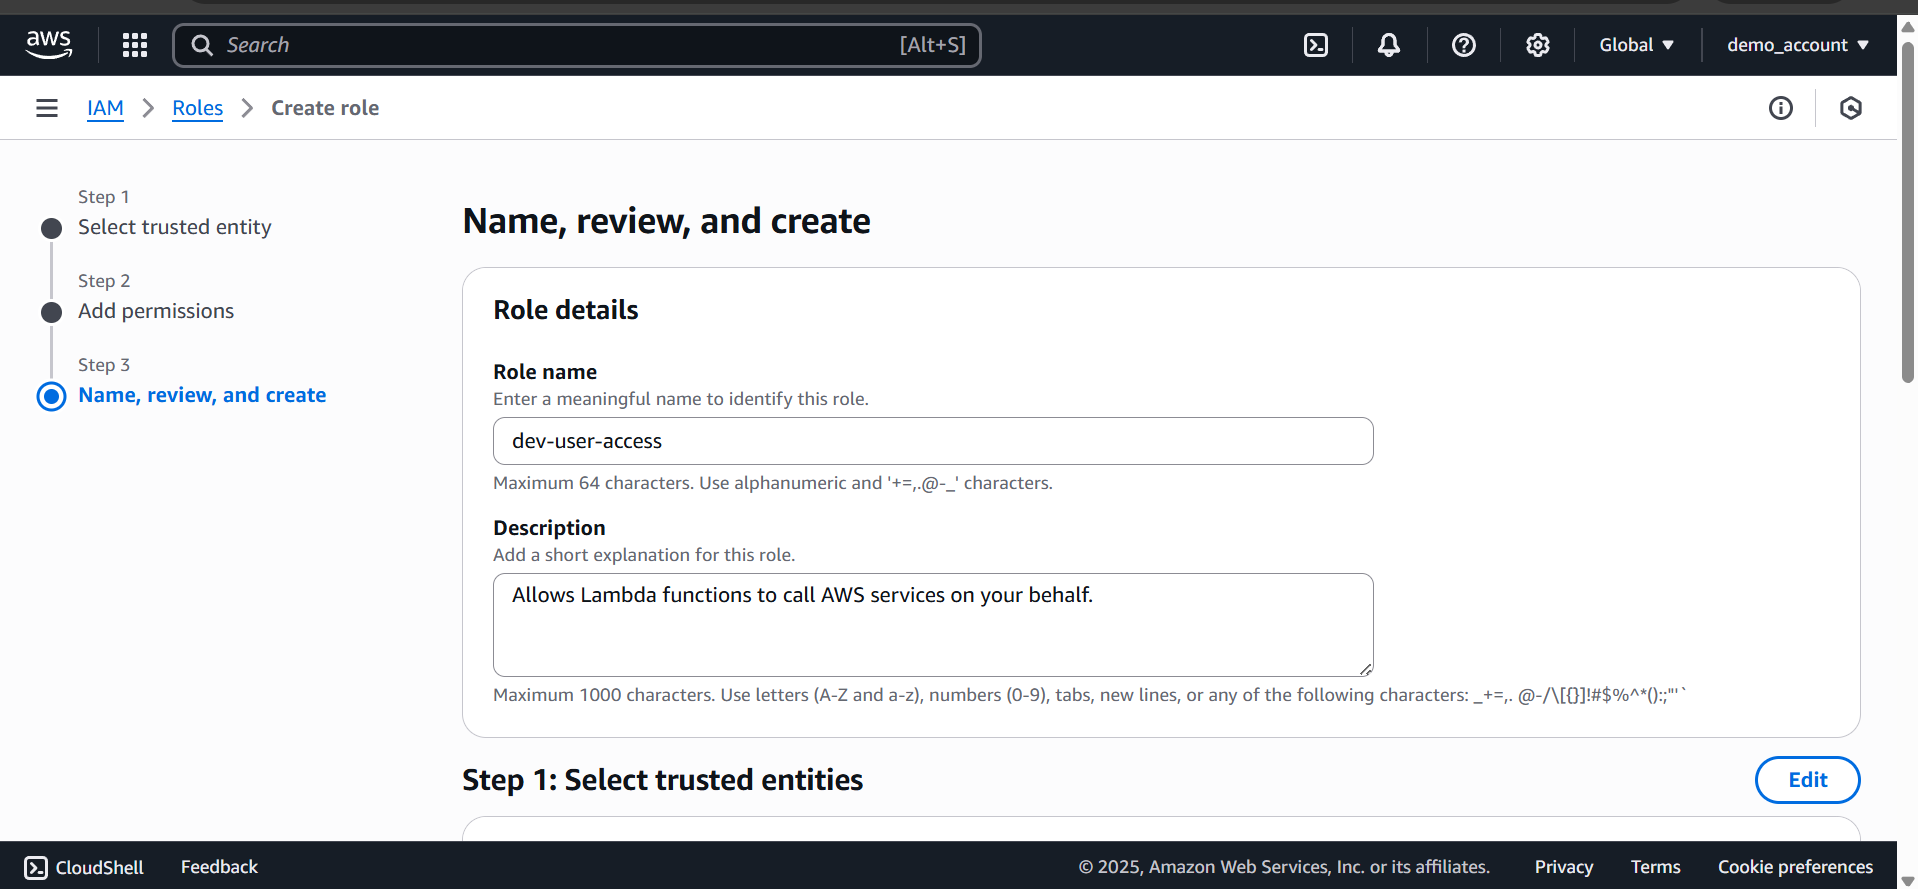 aws
Search [Alt+S]
Global
demo_account
IAM > Roles > Create role
Step 1
Select trusted entity
Step 2
Add permissions
Step 3
Name, review, and create
Name, review, and create
Role details
Role name
Enter a meaningful name to identify this role.
dev-user-access
Maximum 64 characters. Use alphanumeric and '+=,.@-_' characters.
Description
Add a short explanation for this role.
Allows Lambda functions to call AWS services on your behalf.
Maximum 1000 characters. Use letters (A-Z and a-z), numbers (0-9), tabs, new lines, or any of the following characters: _+=,. @-/\[{}]!#$%^*();:"'`
Step 1: Select trusted entities
Edit
CloudShell
Feedback
© 2025, Amazon Web Services, Inc. or its affiliates.
Privacy
Terms
Cookie preferences